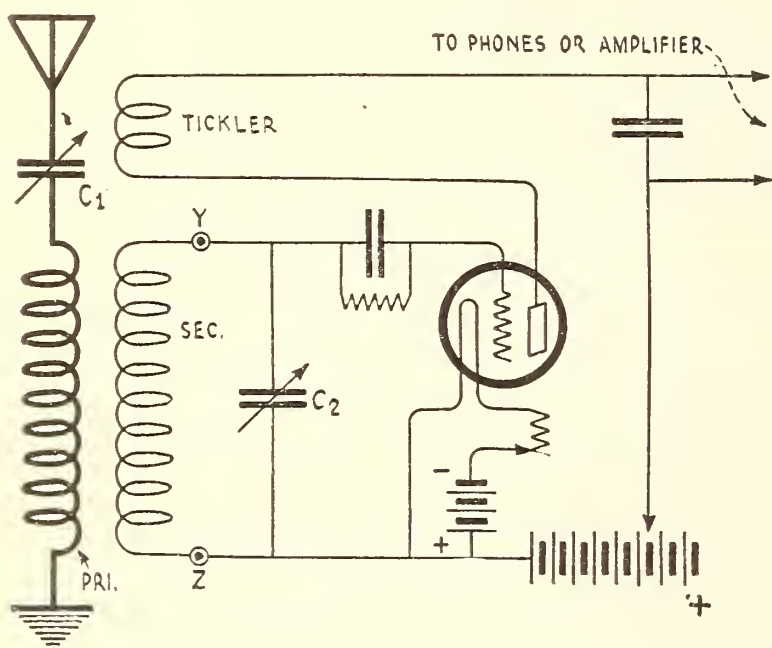 TO PHONES OR AMPLIFIER
TICKLER
C1
Y
SEC.
C2
-
+
Z
PRI.
+